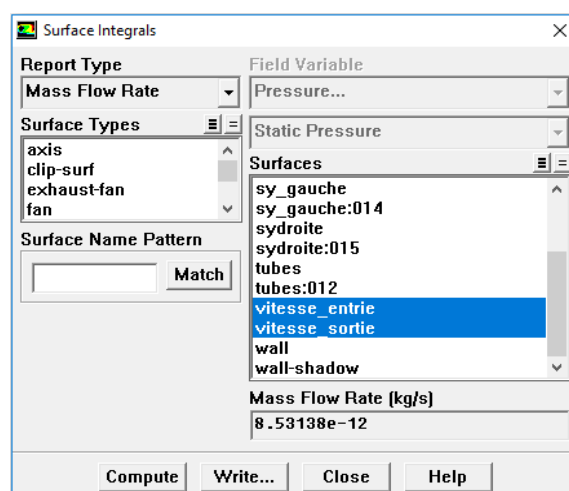 Surface Integrals
Report Type
Mass Flow Rate
Surface Types
axis
clip-surf
exhaust-fan
fan
Surface Name Pattern
Match
Field Variable
Pressure...
Static Pressure
Surfaces
sy_gauche
sy_gauche:014
sydroite
sydroite:015
tubes
tubes:012
vitesse_entrie
vitesse_sortie
wall
wall-shadow
Mass Flow Rate (kg/s)
8.53138e-12
Compute Write... Close Help